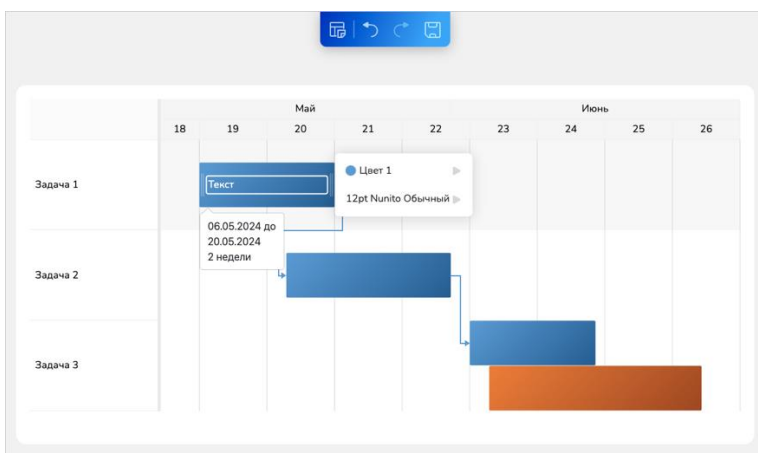 Май
Июнь
18 19 20 21 22 23 24 25 26
Цвет 1
Задача 1
Текст
12pt Nunito Обычный
06.05.2024 до
20.05.2024
2 недели
Задача 2
Задача 3